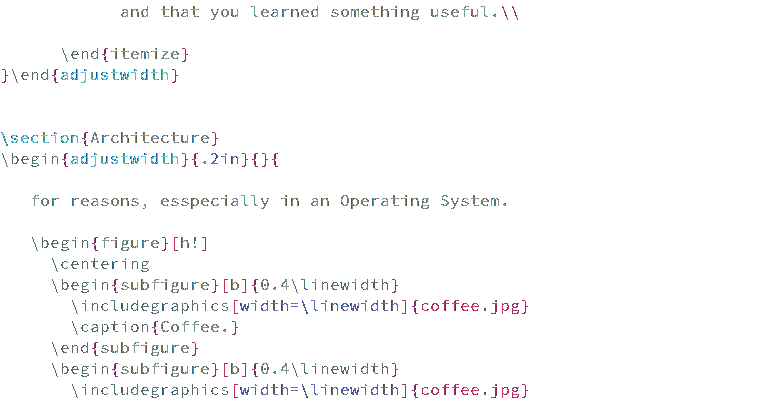 and that you learned something useful.\\
\end{itemize}
}\end{adjustwidth}
\section{Architecture}
\begin{adjustwidth}{.2in}{}{
for reasons, esspecially in an Operating System.
\begin{figure}[h!]
\centering
\begin{subfigure}[b]{0.4\linewidth}
\includegraphics[width=\linewidth]{coffee.jpg}
\caption{Coffee.}
\end{subfigure}
\begin{subfigure}[b]{0.4\linewidth}
\includegraphics[width=\linewidth]{coffee.jpg}